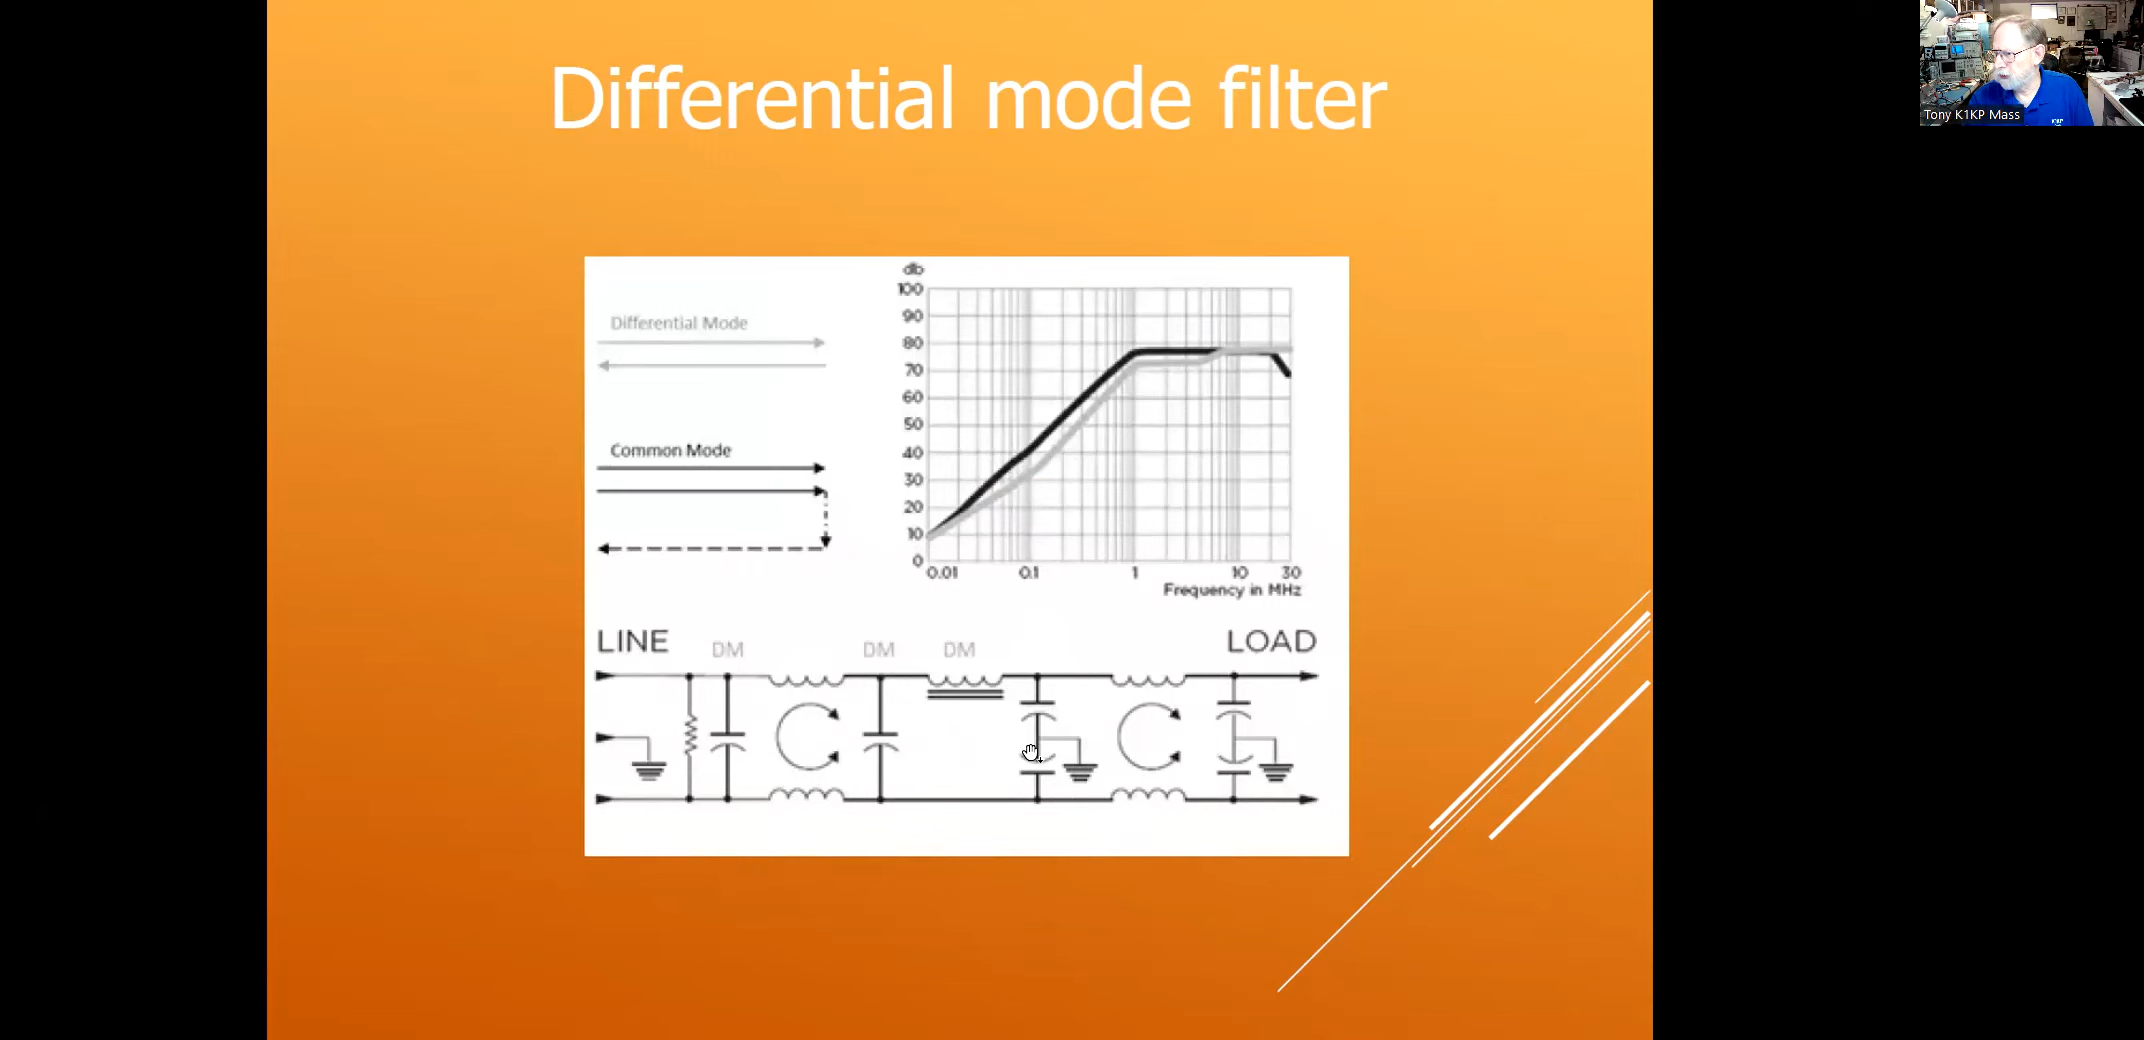 Differential mode filter
Tony K1KP Mass
db
100
90
80
70
60
50
40
30
20
10
0
0.01 0.1 1 10 30
Frequency in MHz
Differential Mode
Common Mode
LINE DM DM DM LOAD